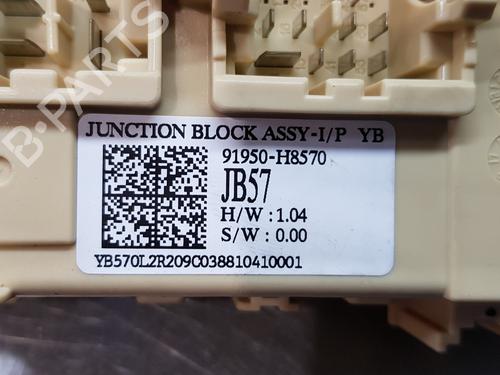 B-PARTS
JUNCTION BLOCK ASSY-I/P YB
91950-H8570
JB57
H/W : 1.04
S/W : 0.00
YB570L2R209C038810410001